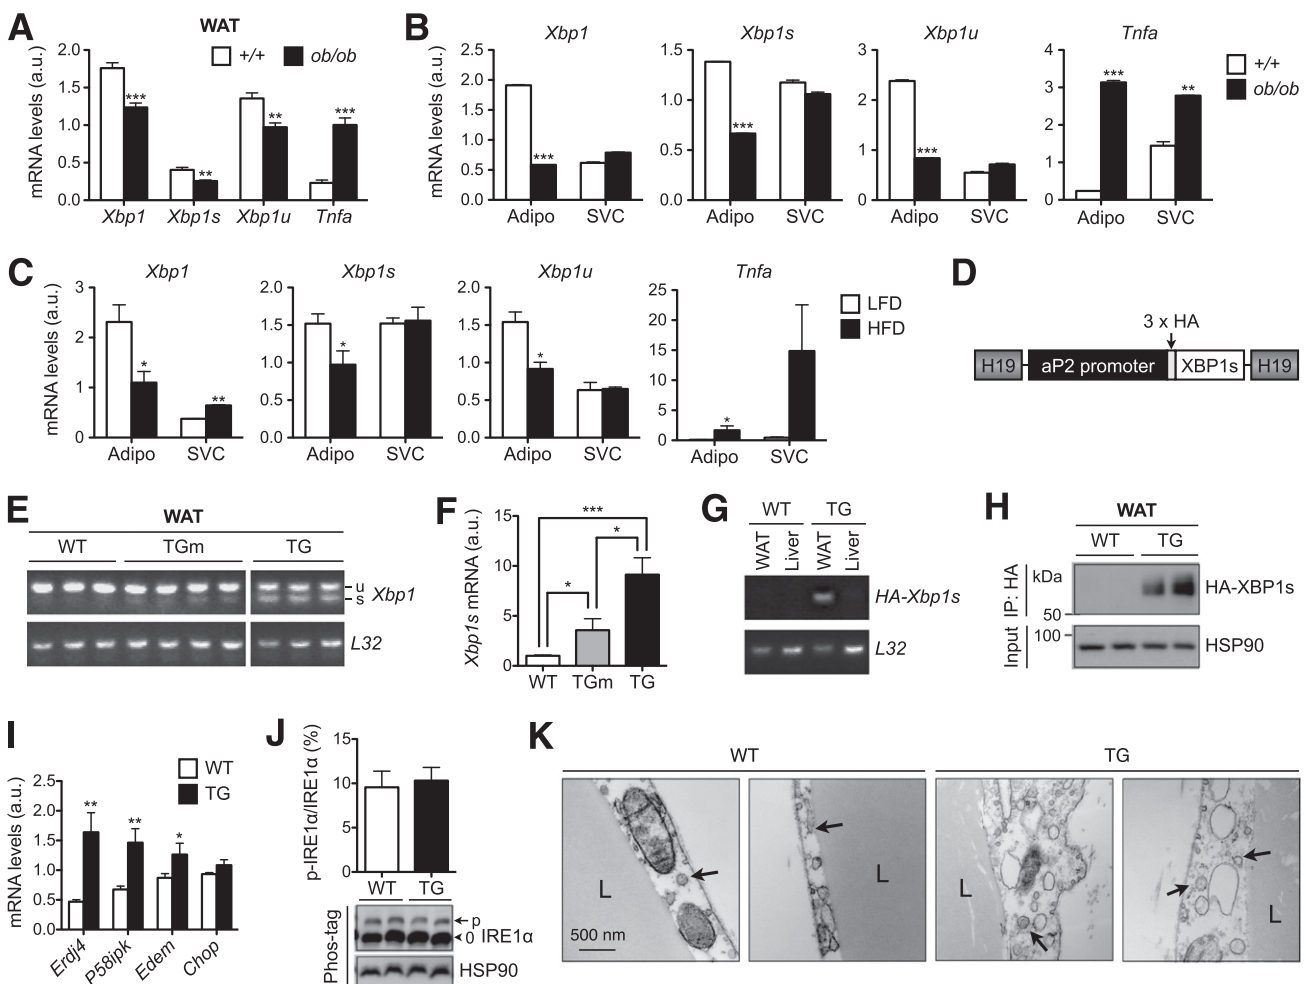 A
WAT
+/+ ob/ob
mRNA levels (a.u.)
2.0
1.5
1.0
0.5
0.0
*** ** ** ***
Xbp1 Xbp1s Xbp1u Tnfa
B
Xbp1 Xbp1s Xbp1u Tnfa
mRNA levels (a.u.)
2.5
2.0
1.5
1.0
0.5
0.0
***
Adipo SVC
1.5
1.0
0.5
0.0
***
Adipo SVC
3
2
1
0
***
Adipo SVC
4
3
2
1
0
*** **
Adipo SVC
+/+
ob/ob
C
Xbp1 Xbp1s Xbp1u Tnfa
mRNA levels (a.u.)
3
2
1
0
* **
Adipo SVC
2.0
1.5
1.0
0.5
0.0
*
Adipo SVC
2.0
1.5
1.0
0.5
0.0
*
Adipo SVC
25
20
15
10
5
0
*
Adipo SVC
LFD
HFD
D
3 x HA
H19 aP2 promoter XBP1s H19
E
WAT
WT TGm TG
u
s
Xbp1
L32
F
Xbp1s mRNA (a.u.)
15
10
5
0
***
*
*
WT TGm TG
G
WT TG
WAT Liver WAT Liver
HA-Xbp1s
L32
H
WAT
WT TG
IP: HA
kDa
50
HA-XBP1s
Input
100
HSP90
I
WT
TG
mRNA levels (a.u.)
2.5
2.0
1.5
1.0
0.5
0.0
** ** *
Erdj4 P58ipk Edem Chop
J
p-IRE1α/IRE1α (%)
15
10
5
0
WT TG
Phos-tag
p
0 IRE1α
HSP90
K
WT TG
L L L L
500 nm